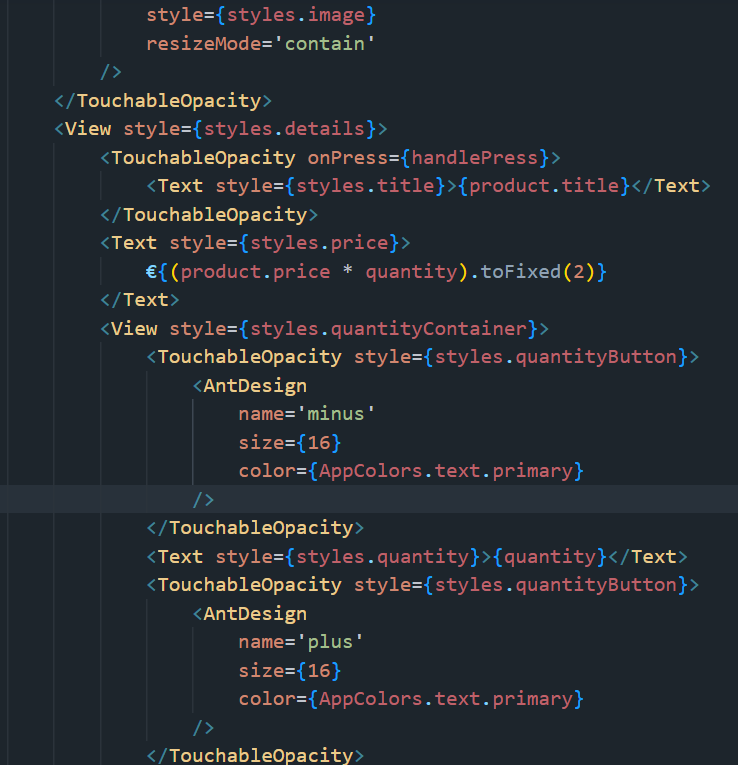 style={styles.image}
resizeMode='contain'
/>
</TouchableOpacity>
<View style={styles.details}>
<TouchableOpacity onPress={handlePress}>
<Text style={styles.title}>{product.title}</Text>
</TouchableOpacity>
<Text style={styles.price}>
€{(product.price * quantity).toFixed(2)}
</Text>
<View style={styles.quantityContainer}>
<TouchableOpacity style={styles.quantityButton}>
<AntDesign
name='minus'
size={16}
color={AppColors.text.primary}
/>
</TouchableOpacity>
<Text style={styles.quantity}>{quantity}</Text>
<TouchableOpacity style={styles.quantityButton}>
<AntDesign
name='plus'
size={16}
color={AppColors.text.primary}
/>
</TouchableOpacity>